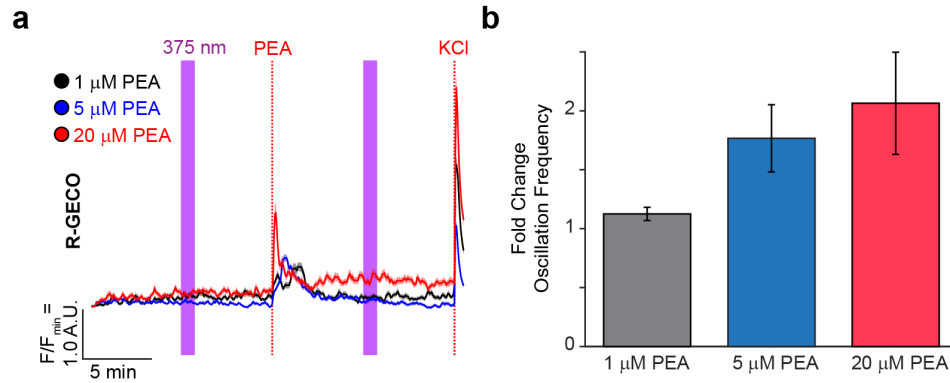 a
375 nm
PEA
KCl
1 μM PEA
5 μM PEA
20 μM PEA
R-GECO
F/Fmin =
1.0 A.U.
5 min
b
Fold Change
Oscillation Frequency
2
1
0
1 μM PEA
5 μM PEA
20 μM PEA